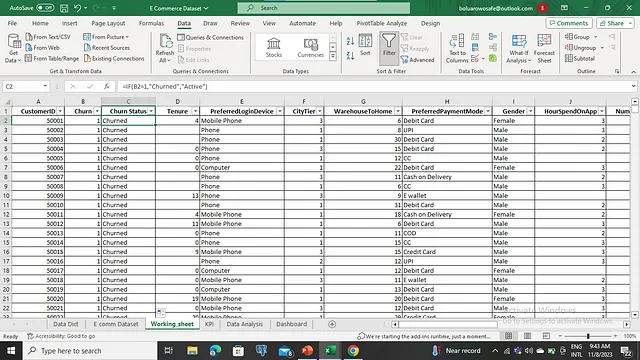 AutoSave Off E Commerce Dataset Search boluarowosafe@outlook.com B
File Home Insert Draw Page Layout Formulas Data Review View Automate Help Acrobat PivotTable Analyze Design Comments Share
From Text/CSV From Picture Queries & Connections Clear Group
Get Data From Web Recent Sources Refresh All Properties Stocks Currencies Sort Filter Reapply Data Tools What-If Analysis Forecast Sheet Ungroup
From Table/Range Existing Connections Edit Links Advanced Subtotal
Get & Transform Data Queries & Connections Data Types Sort & Filter Forecast Outline
C2 =IF(B2=1,"Churned","Active")
A B C D E F G H I J
1 CustomerID Churn Churn Status Tenure PreferredLoginDevice CityTier WarehouseToHome PreferredPaymentMode Gender HourSpendOnApp Num
2 50001 1 Churned 4 Mobile Phone 3 6 Debit Card Female 3
3 50002 1 Churned Phone 1 8 UPI Male 3
4 50003 1 Churned Phone 1 30 Debit Card Male 2
5 50004 1 Churned 0 Phone 3 15 Debit Card Male 2
6 50005 1 Churned 0 Phone 1 12 CC Male
7 50006 1 Churned 0 Computer 1 22 Debit Card Female 3
8 50007 1 Churned Phone 3 11 Cash on Delivery Male 2
9 50008 1 Churned Phone 1 6 CC Male 3
10 50009 1 Churned 13 Phone 3 9 E wallet Male
11 50010 1 Churned Phone 1 31 Debit Card Male 2
12 50011 1 Churned 4 Mobile Phone 1 18 Cash on Delivery Female 2
13 50012 1 Churned 11 Mobile Phone 1 6 Debit Card Male 3
14 50013 1 Churned 0 Phone 1 11 COD Male 2
15 50014 1 Churned 0 Phone 1 15 CC Male 3
16 50015 1 Churned 9 Mobile Phone 3 15 Credit Card Male 3
17 50016 1 Churned Phone 2 12 UPI Male 3
18 50017 1 Churned 0 Computer 1 12 Debit Card Female
19 50018 1 Churned 0 Mobile Phone 3 11 E wallet Male 2
20 50019 1 Churned 0 Computer 1 13 Debit Card Male 3
21 50020 1 Churned 19 Mobile Phone 1 20 Debit Card Female 2
22 50021 1 Churned Mobile Phone Debit Card Male 3
Activate Windows
Go to Settings to activate Windows.
Data Dict E comm Dataset Working_sheet KPI Data Analysis Dashboard
Ready Accessibility: Good to go We're starting the add-ins runtime, just a moment...
Type here to search Near record ENG 9:43 AM
INTL 11/8/2023